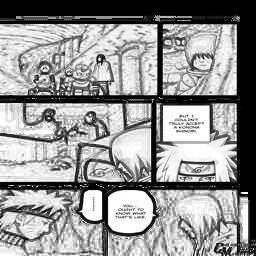 BUT I
COULDN'T
TRULY ACCEPT
A KONOHA
SHINOBI.
YOU...
OUGHT TO
KNOW WHAT
THAT'S LIKE.